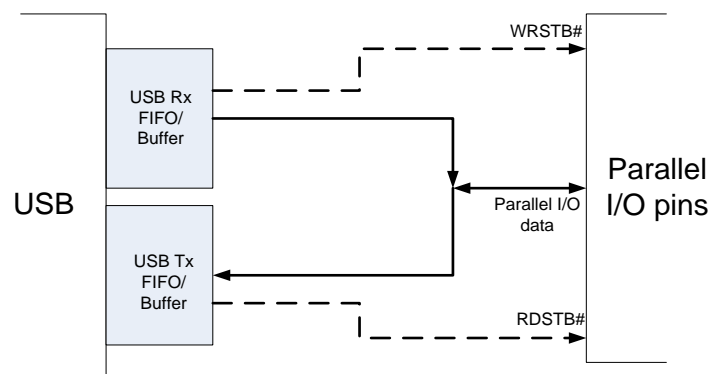 WRSTB#
USB Rx
FIFO/
Buffer
USB
Parallel I/O
data
Parallel
I/O pins
USB Tx
FIFO/
Buffer
RDSTB#